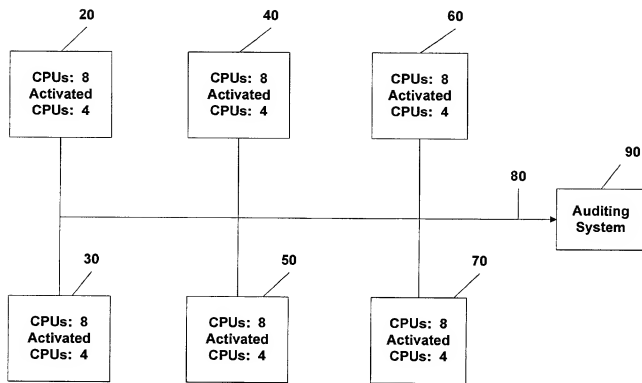 20
40
60
CPUs: 8
Activated
CPUs: 4
CPUs: 8
Activated
CPUs: 4
CPUs: 8
Activated
CPUs: 4
90
80
Auditing
System
30
50
70
CPUs: 8
Activated
CPUs: 4
CPUs: 8
Activated
CPUs: 4
CPUs: 8
Activated
CPUs: 4